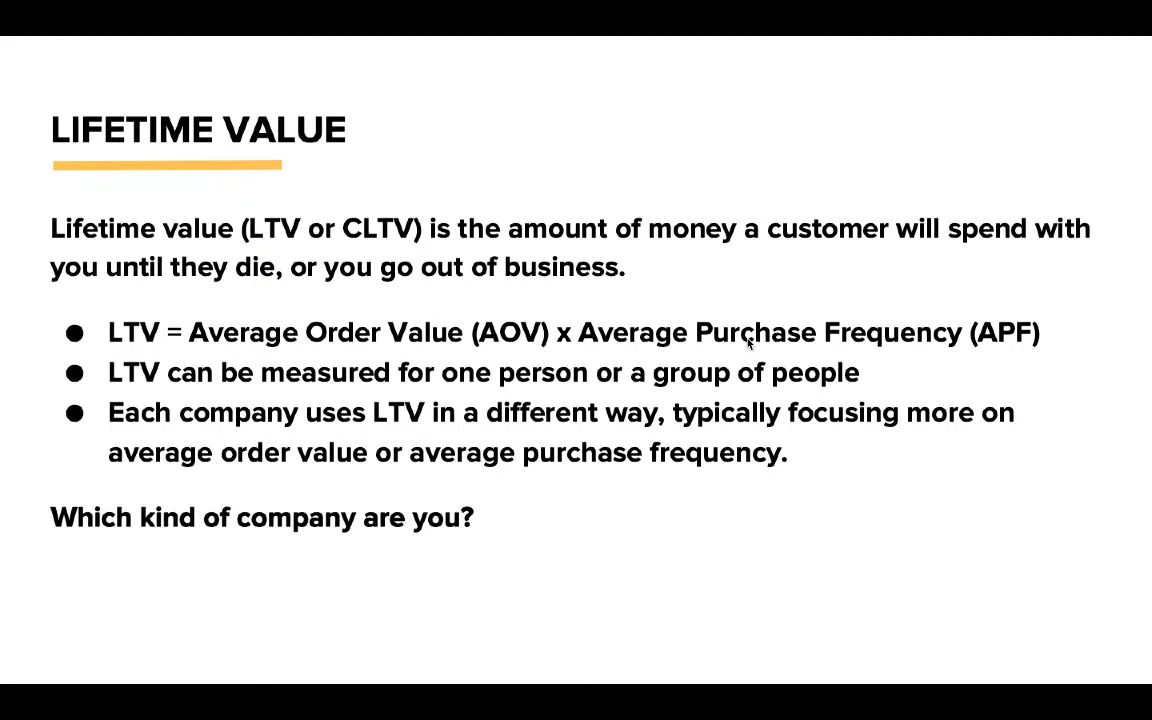 LIFETIME VALUE
Lifetime value (LTV or CLTV) is the amount of money a customer will spend with
you until they die, or you go out of business.
● LTV = Average Order Value (AOV) x Average Purchase Frequency (APF)
● LTV can be measured for one person or a group of people
● Each company uses LTV in a different way, typically focusing more on
average order value or average purchase frequency.
Which kind of company are you?